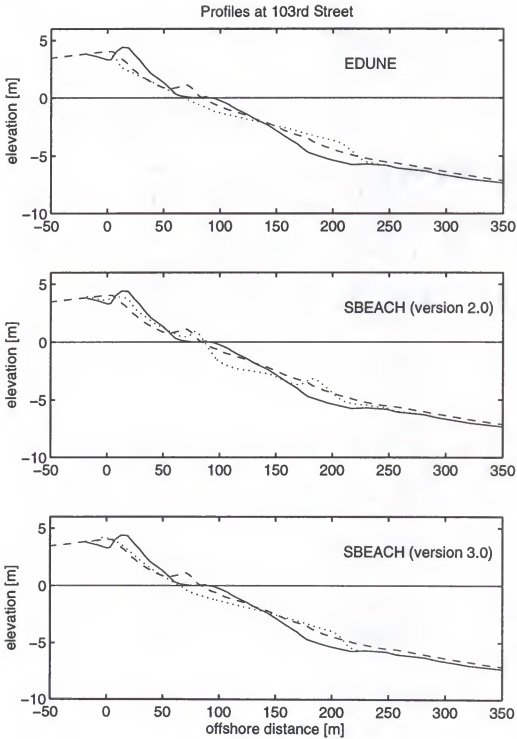 Profiles at 103rd Street
EDUNE
elevation [m]
5
0
−5
−10
−50 0 50 100 150 200 250 300 350
SBEACH (version 2.0)
elevation [m]
5
0
−5
−10
−50 0 50 100 150 200 250 300 350
SBEACH (version 3.0)
elevation [m]
5
0
−5
−10
−50 0 50 100 150 200 250 300 350
offshore distance [m]